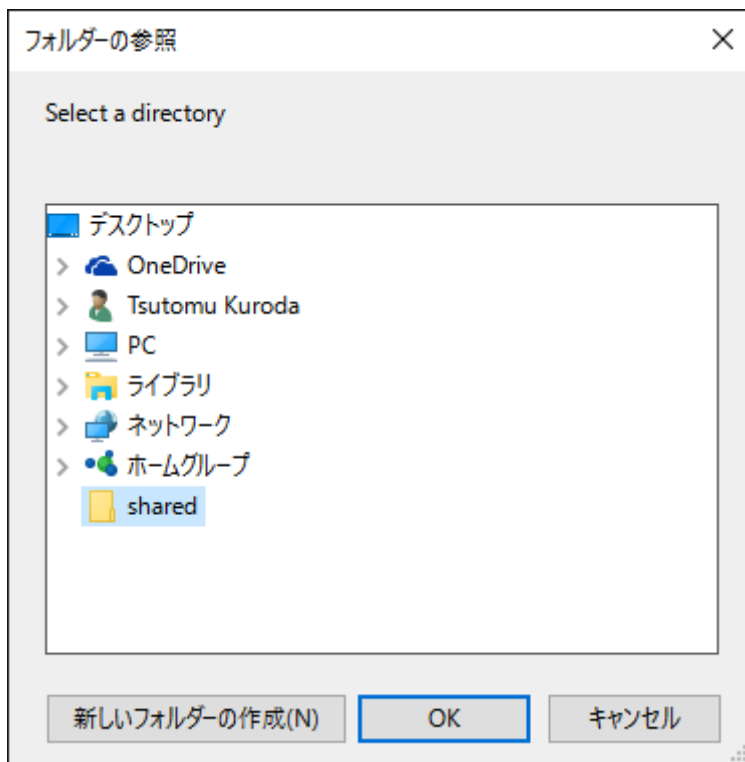 フォルダーの参照
Select a directory
デスクトップ
OneDrive
Tsutomu Kuroda
PC
ライブラリ
ネットワーク
ホームグループ
shared
新しいフォルダーの作成(N) OK キャンセル